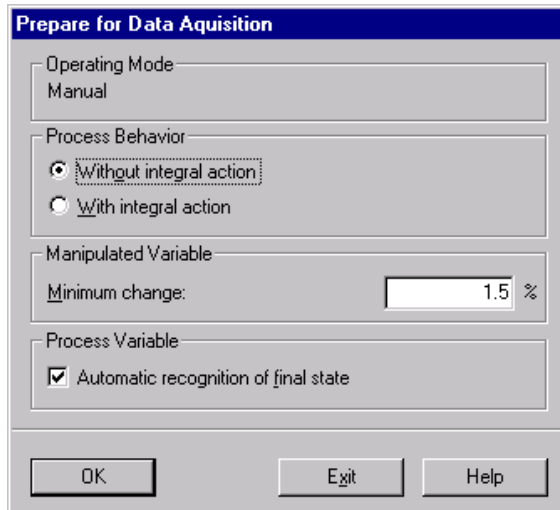 Prepare for Data Aquisition
Operating Mode
Manual
Process Behavior
Without integral action
With integral action
Manipulated Variable
Minimum change: 1.5 %
Process Variable
Automatic recognition of final state
OK Exit Help